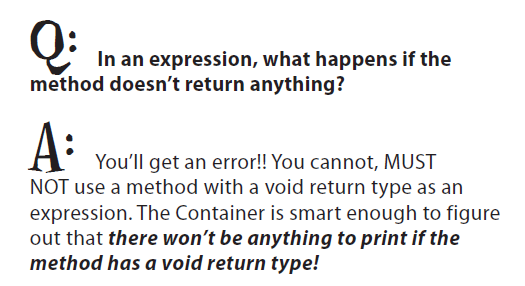 Q: In an expression, what happens if the
method doesn’t return anything?
A: You’ll get an error!! You cannot, MUST
NOT use a method with a void return type as an
expression. The Container is smart enough to figure
out that there won’t be anything to print if the
method has a void return type!